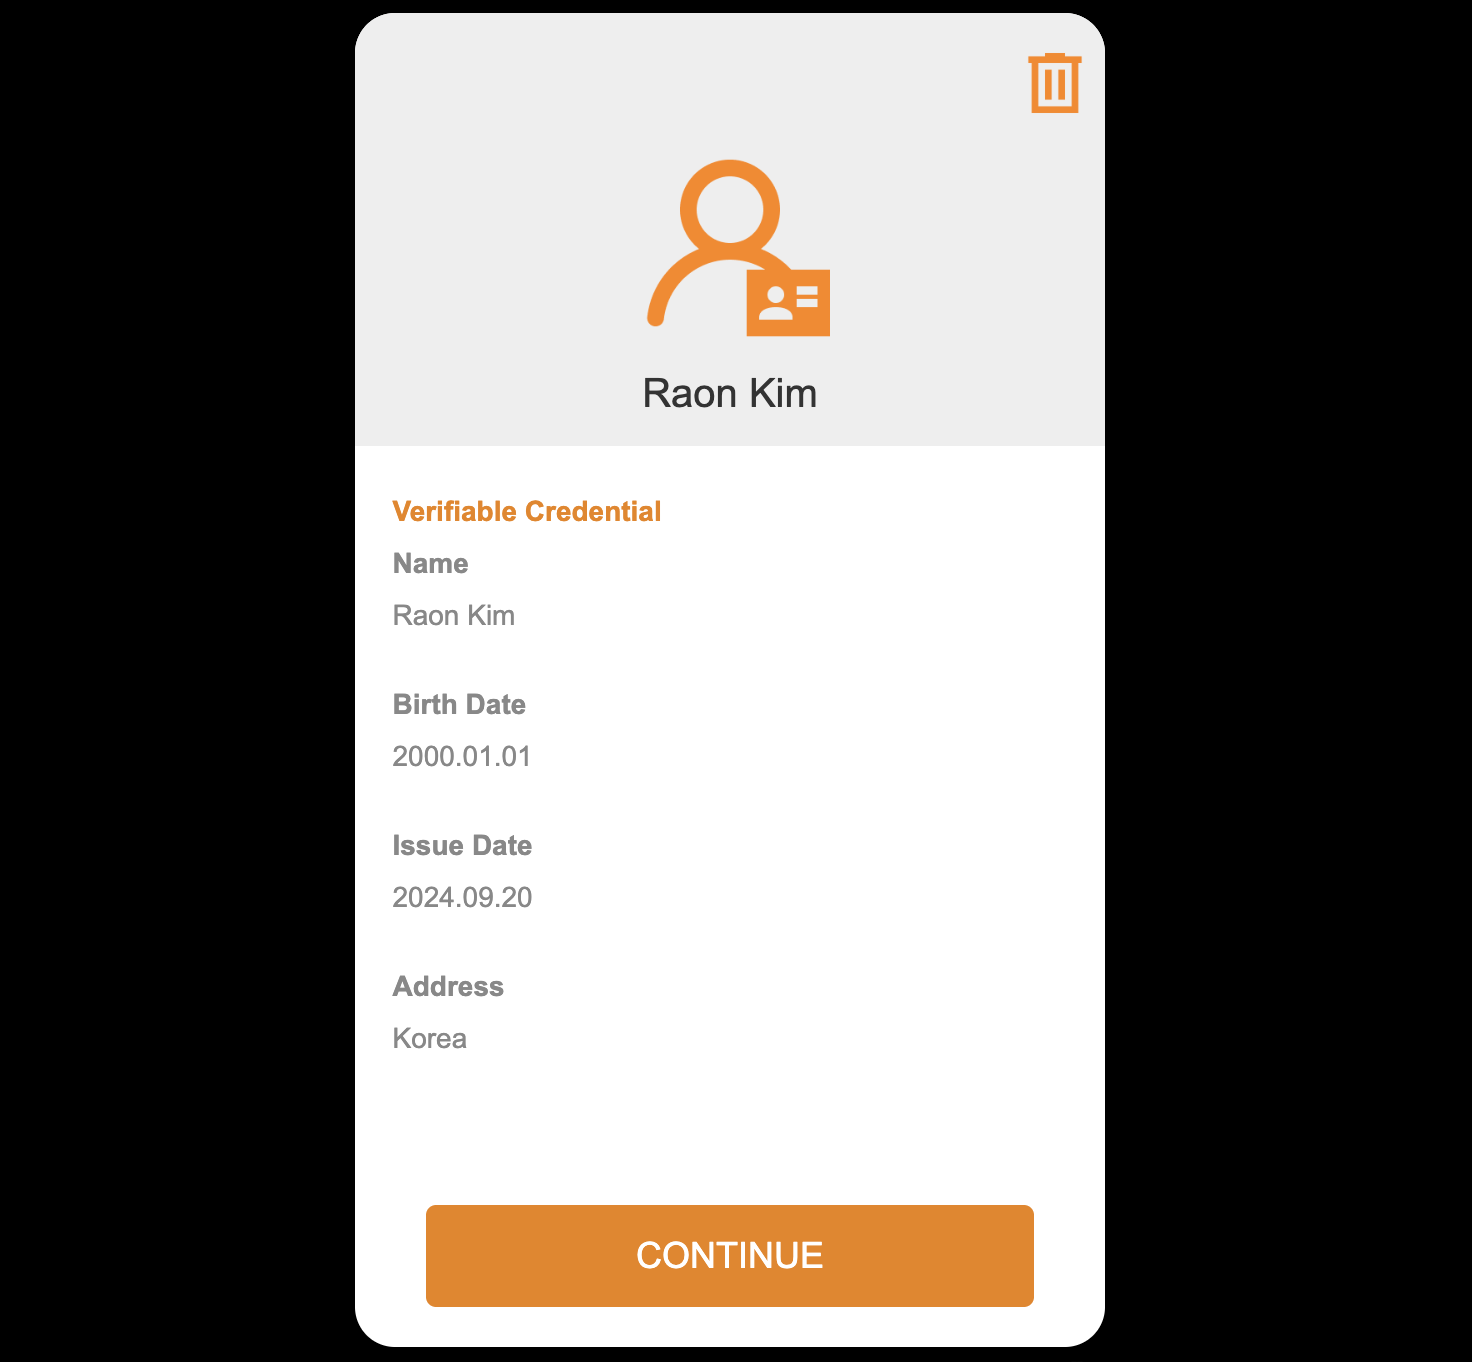 Raon Kim
Verifiable Credential
Name
Raon Kim
Birth Date
2000.01.01
Issue Date
2024.09.20
Address
Korea
CONTINUE